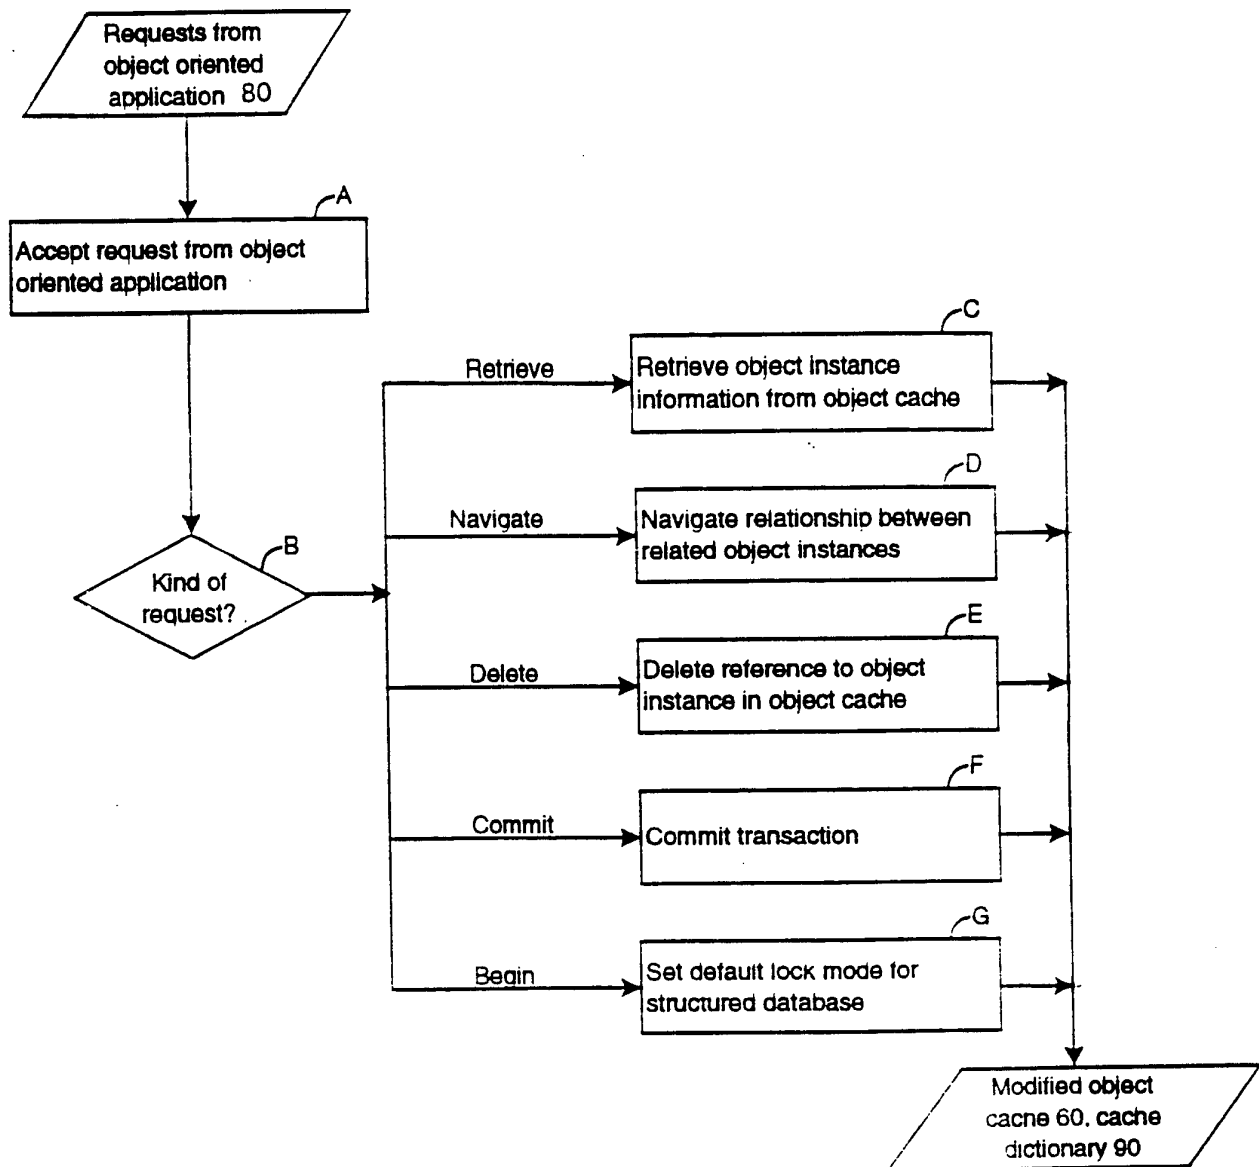 Requests from
object oriented
application 80
A
Accept request from object
oriented application
B
Kind of
request?
Retrieve
C
Retrieve object instance
information from object cache
Navigate
D
Navigate relationship between
related object instances
Delete
E
Delete reference to object
instance in object cache
Commit
F
Commit transaction
Begin
G
Set default lock mode for
structured database
Modified object
cache 60, cache
dictionary 90